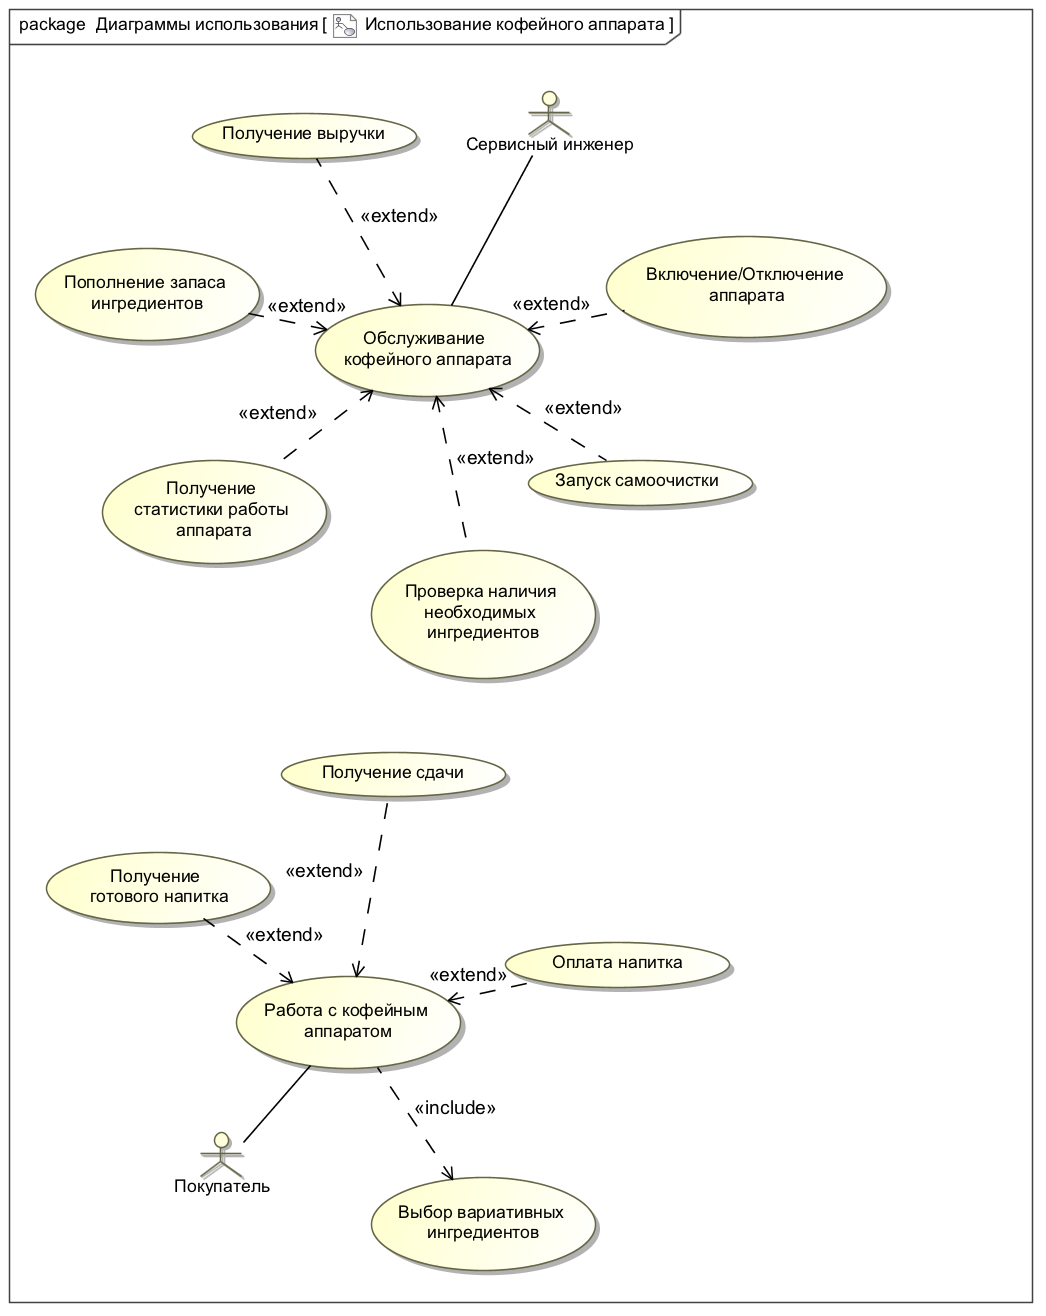 package Диаграммы использования [ Использование кофейного аппарата ]
Сервисный инженер
Получение выручки
«extend»
Включение/Отключение
аппарата
Пополнение запаса
ингредиентов
«extend»
«extend»
Обслуживание
кофейного аппарата
«extend»
«extend»
«extend»
Получение
статистики работы
аппарата
Запуск самоочистки
Проверка наличия
необходимых
ингредиентов
Получение сдачи
«extend»
Получение
готового напитка
«extend»
Оплата напитка
«extend»
Работа с кофейным
аппаратом
«include»
Покупатель
Выбор вариативных
ингредиентов